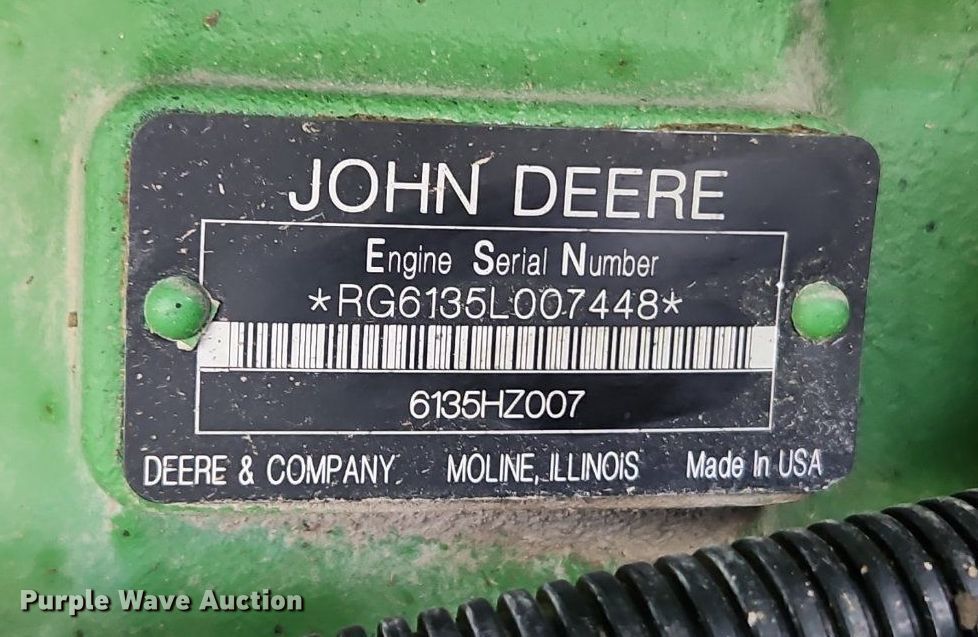 JOHN DEERE
Engine Serial Number
*RG6135L007448*
6135HZ007
DEERE & COMPANY MOLINE, ILLINOIS Made In USA
Purple Wave Auction